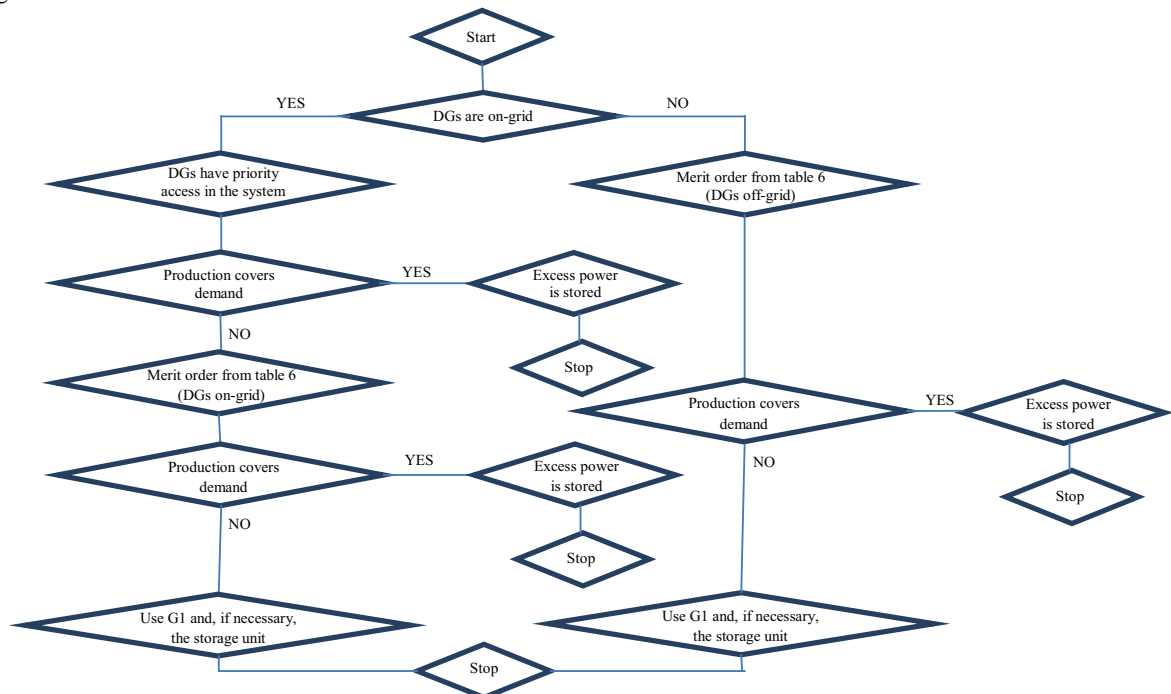 Start
YES
NO
DGs are on-grid
DGs have priority
access in the system
Merit order from table 6
(DGs off-grid)
Production covers
demand
YES
Excess power
is stored
NO
Stop
Merit order from table 6
(DGs on-grid)
Production covers
demand
YES
Excess power
is stored
Production covers
demand
YES
Excess power
is stored
NO
NO
Stop
Stop
Use G1 and, if necessary,
the storage unit
Use G1 and, if necessary,
the storage unit
Stop